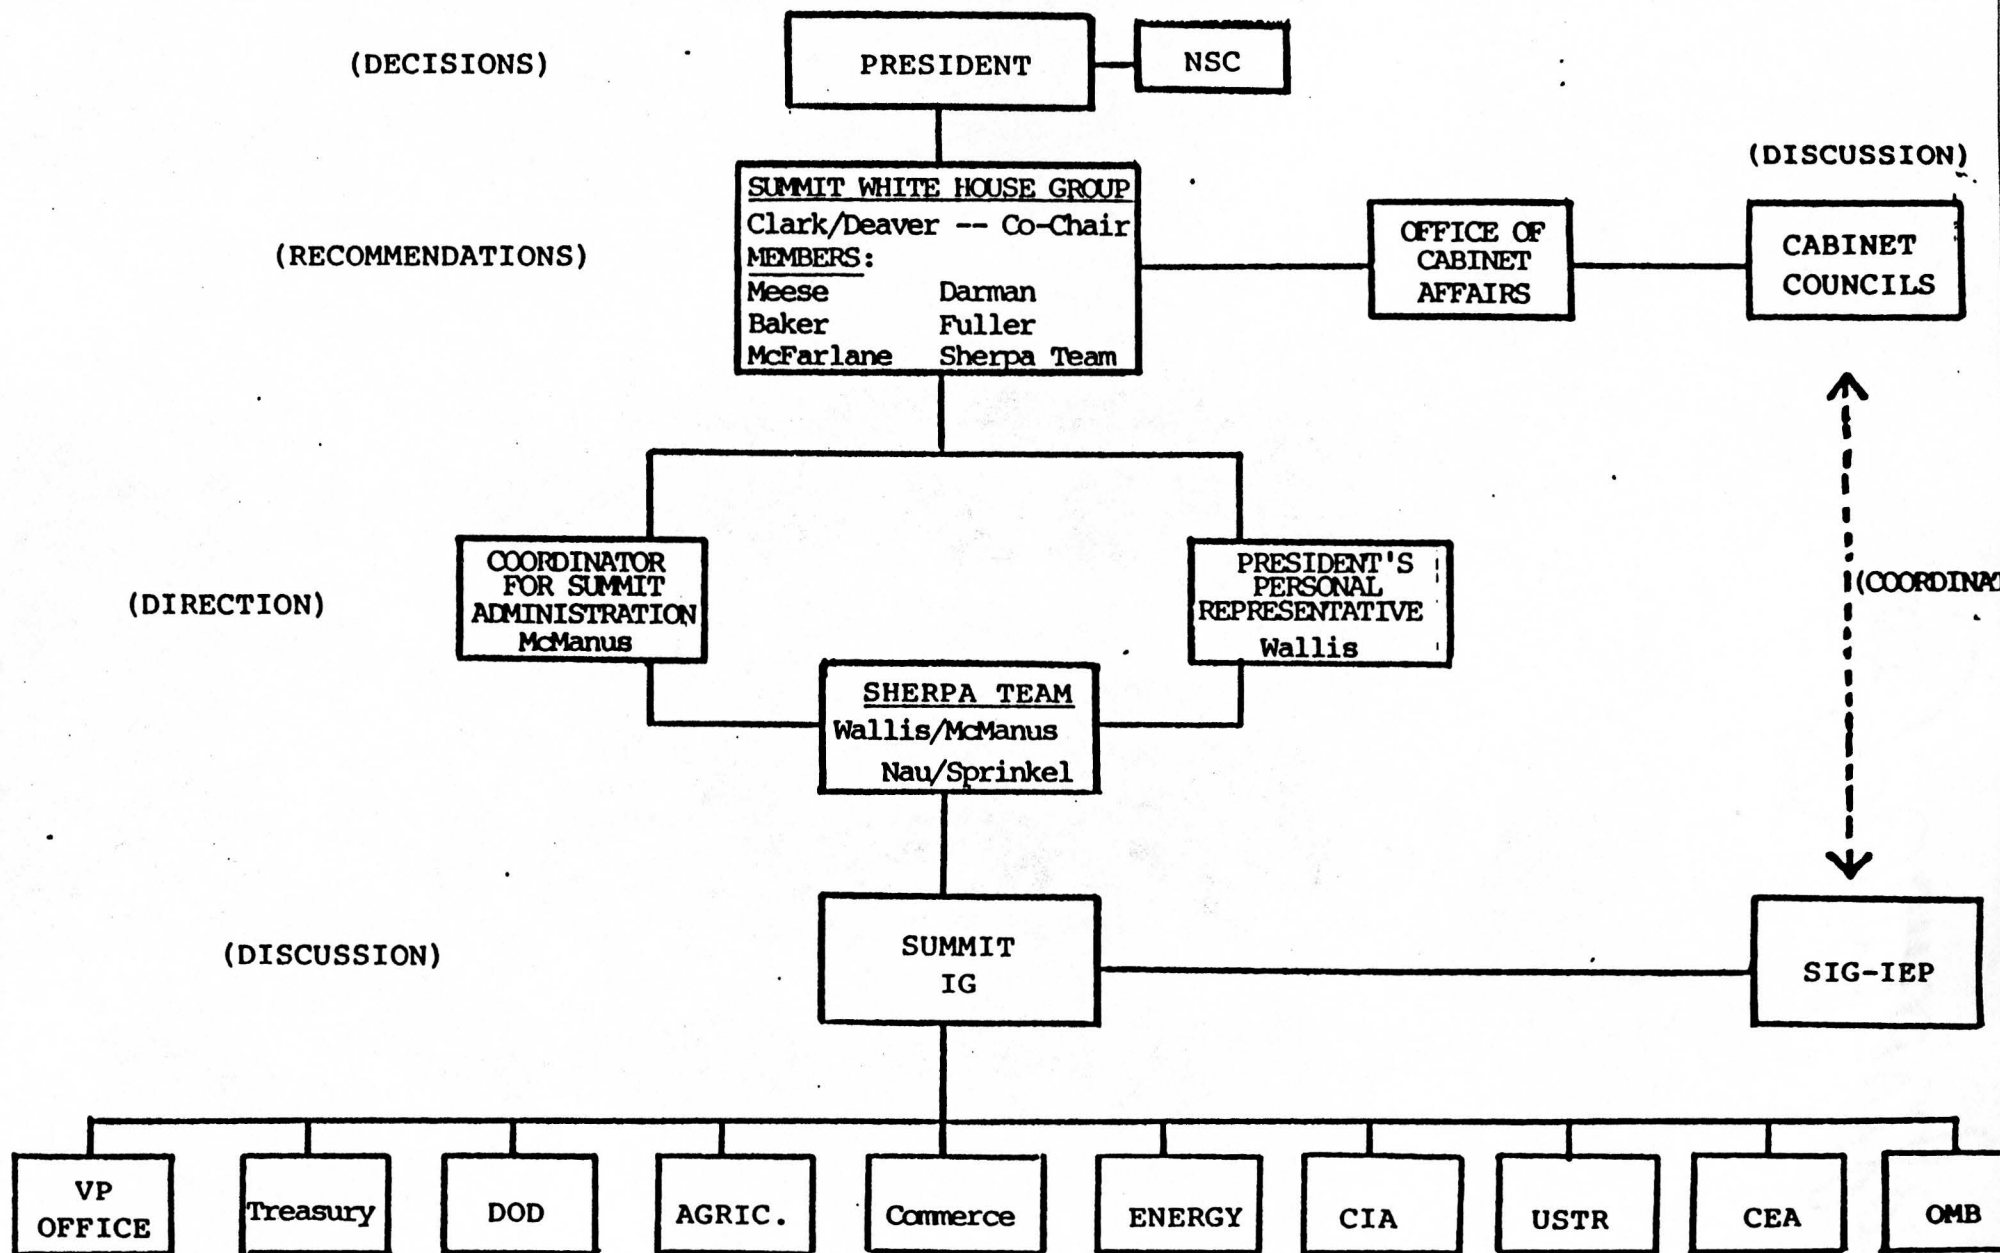 (DECISIONS)
PRESIDENT
NSC
(DISCUSSION)
(RECOMMENDATIONS)
SUMMIT WHITE HOUSE GROUP
Clark/Deaver -- Co-Chair
MEMBERS:
Meese Darman
Baker Fuller
McFarlane Sherpa Team
OFFICE OF
CABINET
AFFAIRS
CABINET
COUNCILS
(DIRECTION)
COORDINATOR
FOR SUMMIT
ADMINISTRATION
McManus
PRESIDENT'S
PERSONAL
REPRESENTATIVE
Wallis
(COORDINAT
SHERPA TEAM
Wallis/McManus
Nau/Sprinkel
(DISCUSSION)
SUMMIT
IG
SIG-IEP
VP
OFFICE
Treasury
DOD
AGRIC.
Commerce
ENERGY
CIA
USTR
CEA
OMB